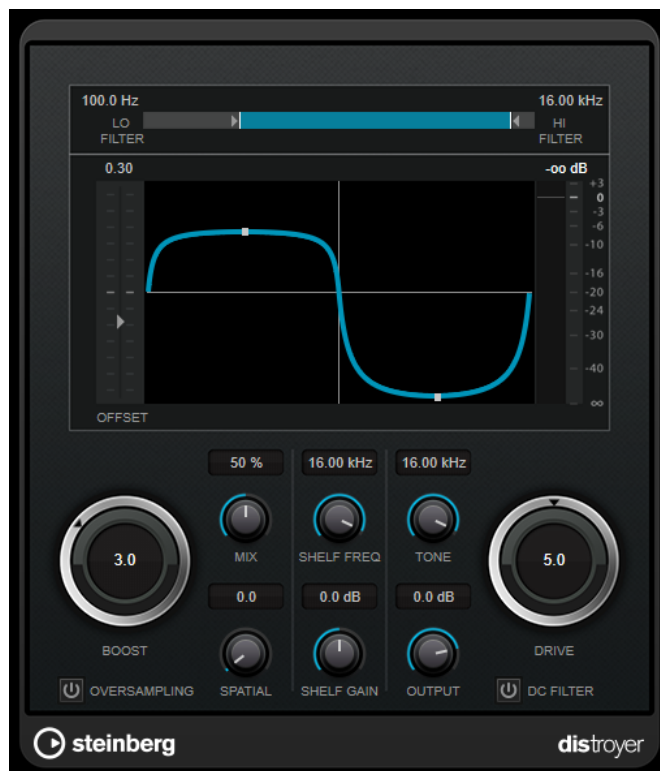 100.0 Hz 16.00 kHz
LO HI
FILTER FILTER
0.30 -oo dB
+3
0
-3
-6
-10
-16
-20
-24
-30
-40
∞
OFFSET
50 % 16.00 kHz 16.00 kHz
3.0 5.0
MIX SHELF FREQ TONE
0.0 0.0 dB 0.0 dB
BOOST DRIVE
OVERSAMPLING SPATIAL SHELF GAIN OUTPUT DC FILTER
steinberg distroyer